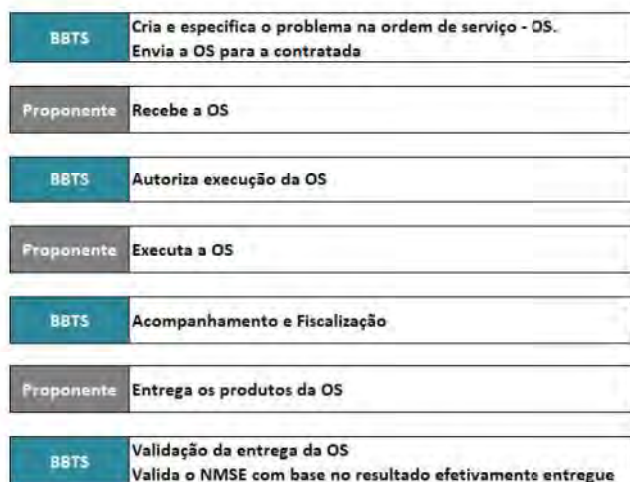 BBTS
Cria e especifica o problema na ordem de serviço - OS.
Envia a OS para a contratada
Proponente
Recebe a OS
BBTS
Autoriza execução da OS
Proponente
Executa a OS
BBTS
Acompanhamento e Fiscalização
Proponente
Entrega os produtos da OS
BBTS
Validação da entrega da OS
Valida o NMSE com base no resultado efetivamente entregue